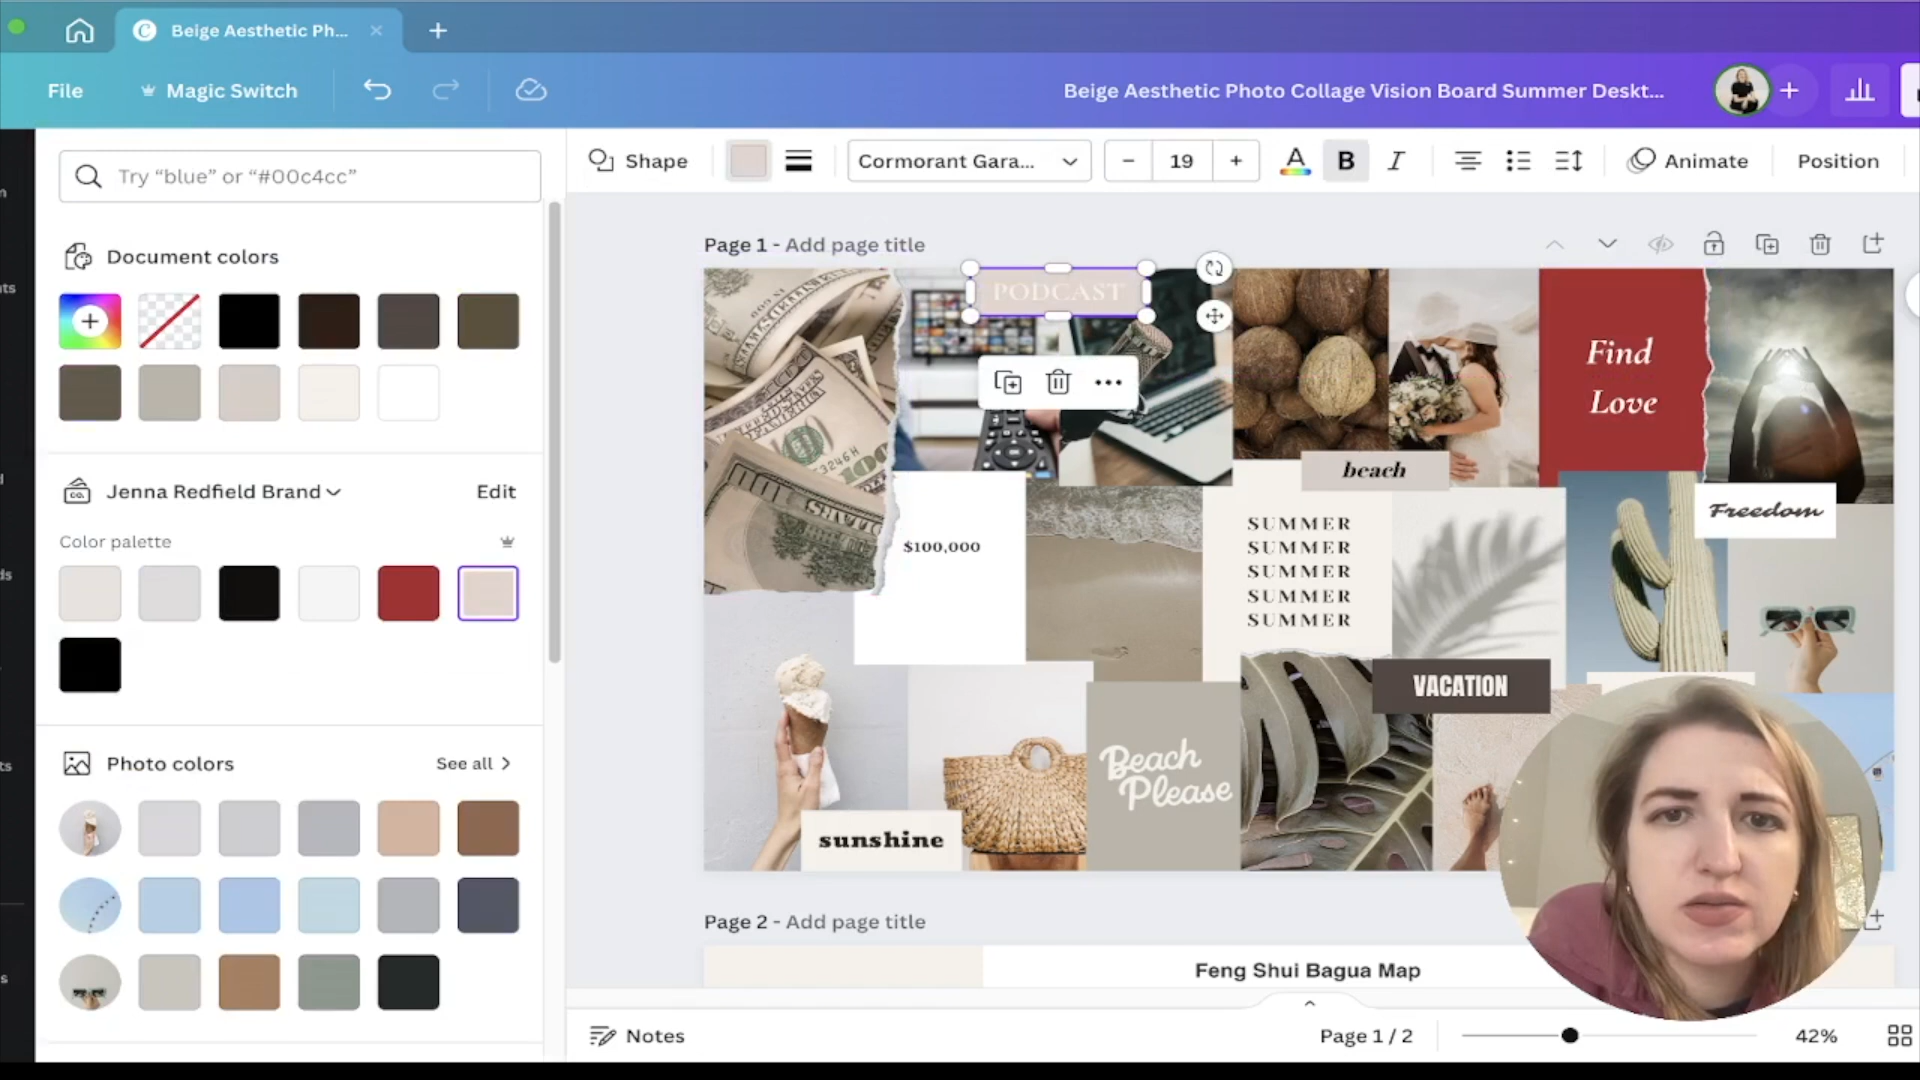 Beige Aesthetic Ph...
File
Magic Switch
Beige Aesthetic Photo Collage Vision Board Summer Deskt...
Try “blue” or “#00c4cc”
Shape
Cormorant Gara...
19
A
B
I
Animate
Position
Document colors
Jenna Redfield Brand
Edit
Color palette
Photo colors
See all
Page 1 - Add page title
PODCAST
Find
Love
beach
Freedom
$100,000
SUMMER
SUMMER
SUMMER
SUMMER
SUMMER
VACATION
Beach
Please
sunshine
Page 2 - Add page title
Feng Shui Bagua Map
Notes
Page 1 / 2
42%